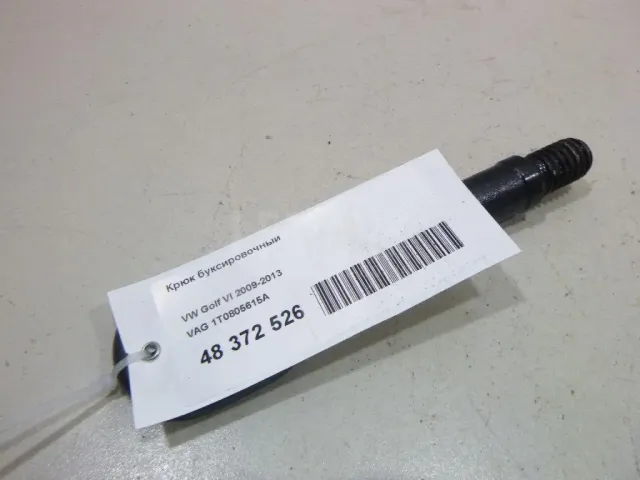 Крюк буксировочный
VW Golf VI 2009-2013
VAG 1T0805615A
48 372 526